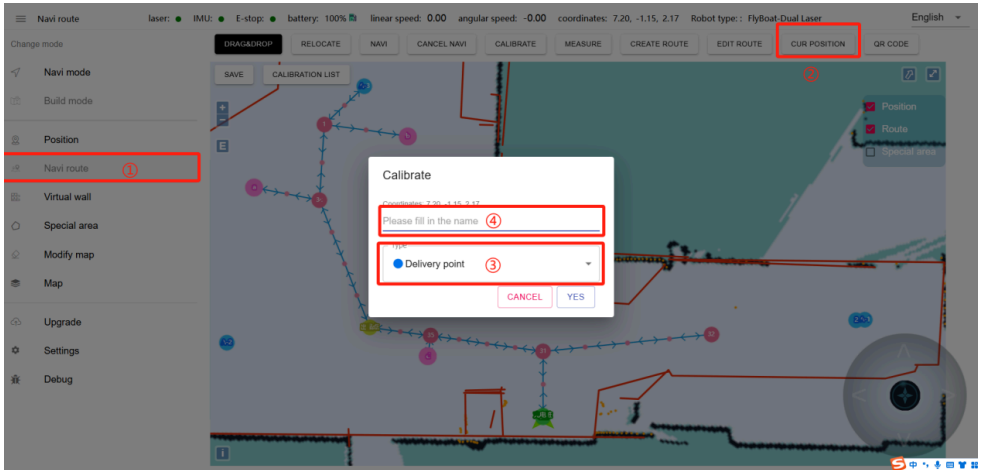 Navi route laser: IMU: E-stop: battery: 100% linear speed: 0.00 angular speed: -0.00 coordinates: 7.20, -1.15, 2.17 Robot type: : FlyBoat-Dual Laser English
Change mode
DRAG&DROP RELOCATE NAVI CANCEL NAVI CALIBRATE MEASURE CREATE ROUTE EDIT ROUTE CUR POSITION QR CODE
Navi mode
SAVE CALIBRATION LIST
②
Build mode
Position
Route
Special area
Position
E
Navi route ①
Virtual wall
Special area
Modify map
Map
Upgrade
Settings
Debug
Calibrate
Coordinates: 7.20, -1.15, 2.17
Please fill in the name ④
Type
Delivery point ③
CANCEL YES
i
中